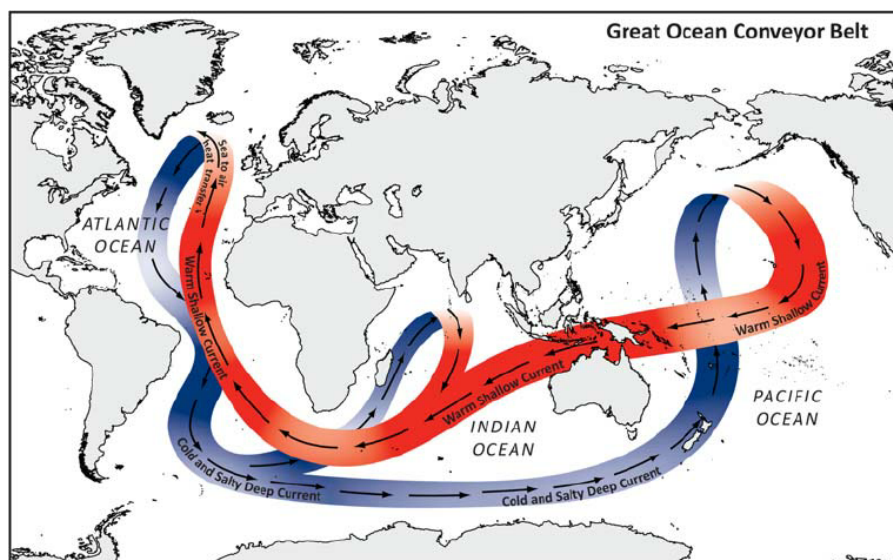 Great Ocean Conveyor Belt
Sea to air
heat transfer
ATLANTIC
OCEAN
Warm Shallow Current
Warm Shallow Current
Warm Shallow Current
INDIAN
OCEAN
PACIFIC
OCEAN
Cold and Salty Deep Current
Cold and Salty Deep Current